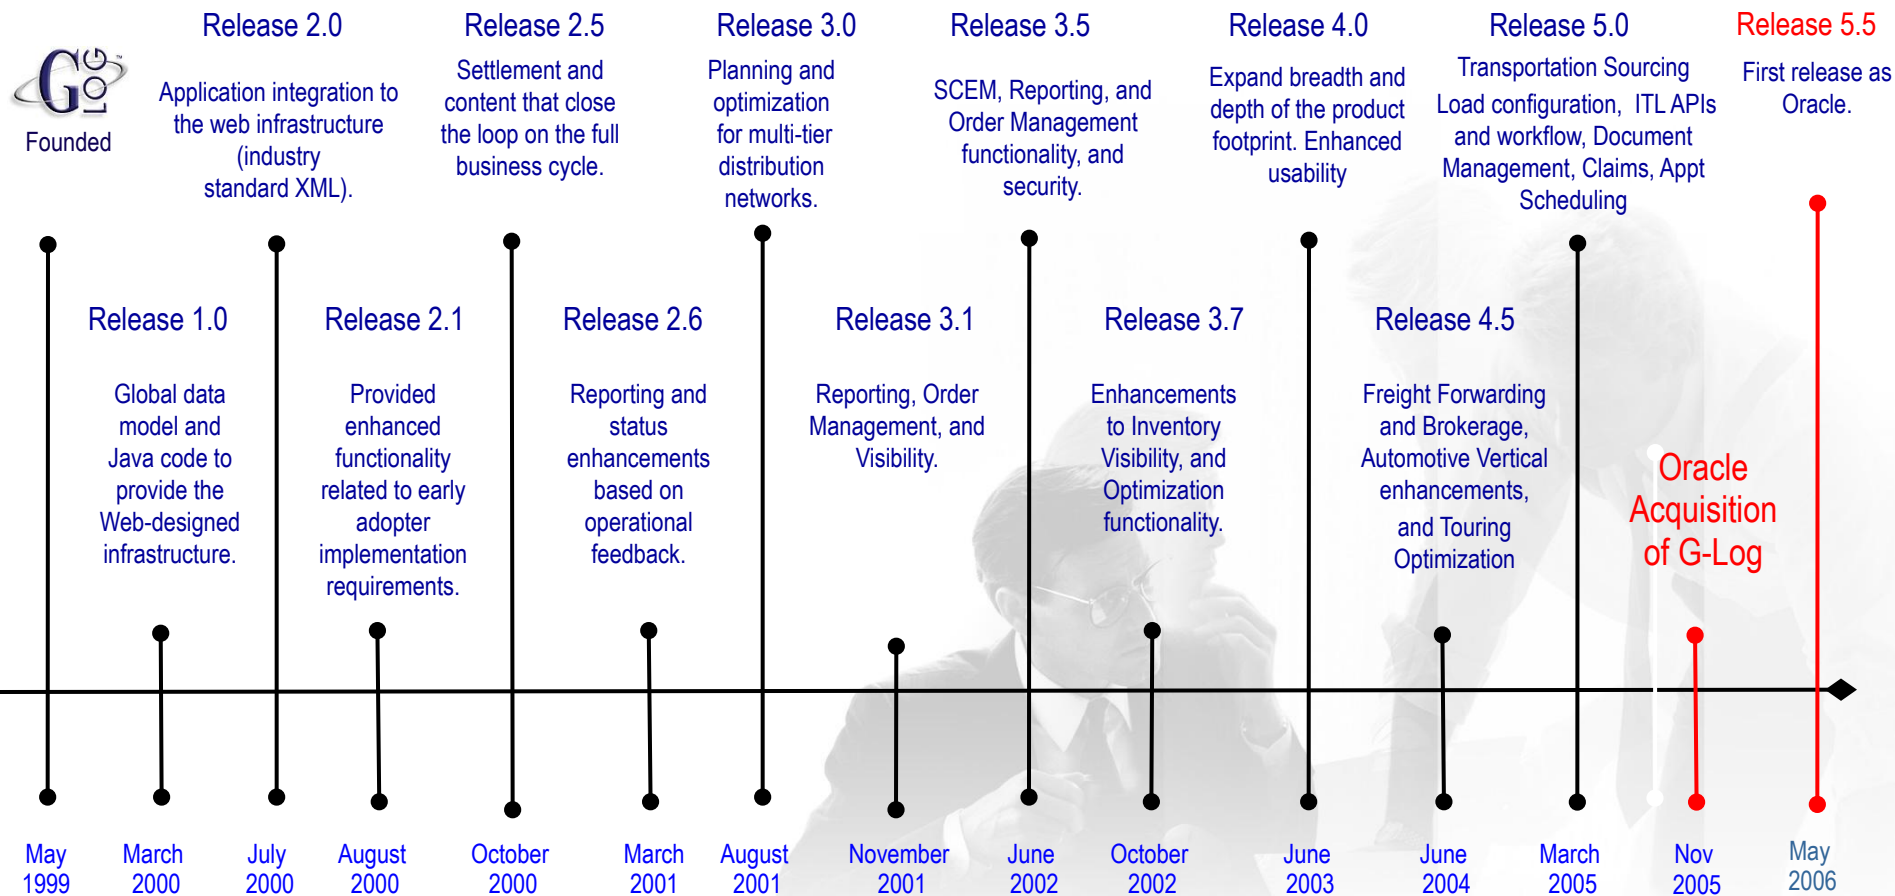 G LOG ™
Founded
Release 2.0
Application integration to
the web infrastructure
(industry
standard XML).
Release 2.5
Settlement and
content that close
the loop on the full
business cycle.
Release 3.0
Planning and
optimization
for multi-tier
distribution
networks.
Release 3.5
SCEM, Reporting, and
Order Management
functionality, and
security.
Release 4.0
Expand breadth and
depth of the product
footprint. Enhanced
usability
Release 5.0
Transportation Sourcing
Load configuration, ITL APIs
and workflow, Document
Management, Claims, Appt
Scheduling
Release 5.5
First release as
Oracle.
Release 1.0
Global data
model and
Java code to
provide the
Web-designed
infrastructure.
Release 2.1
Provided
enhanced
functionality
related to early
adopter
implementation
requirements.
Release 2.6
Reporting and
status
enhancements
based on
operational
feedback.
Release 3.1
Reporting, Order
Management, and
Visibility.
Release 3.7
Enhancements
to Inventory
Visibility, and
Optimization
functionality.
Release 4.5
Freight Forwarding
and Brokerage,
Automotive Vertical
enhancements,
and Touring
Optimization
Oracle
Acquisition
of G-Log
May
1999
March
2000
July
2000
August
2000
October
2000
March
2001
August
2001
November
2001
June
2002
October
2002
June
2003
June
2004
March
2005
Nov
2005
May
2006